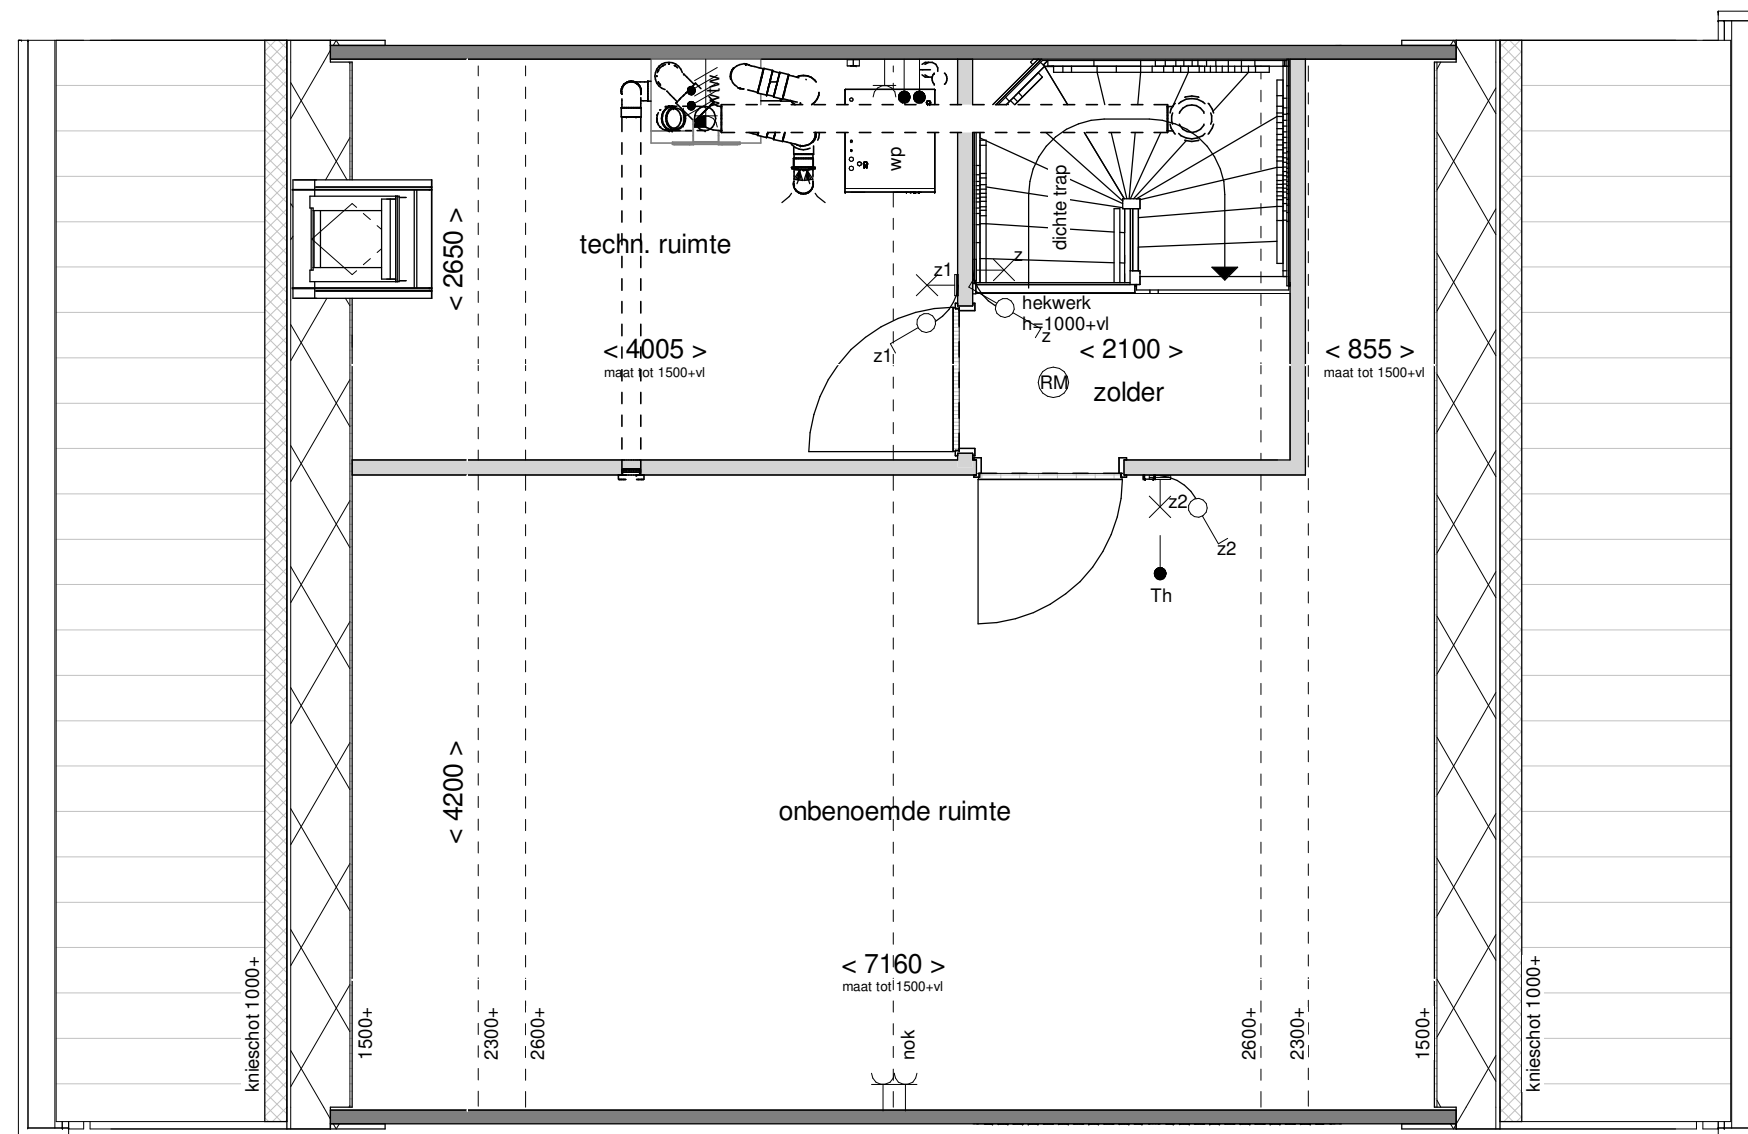 wp
dichte trap
techn. ruimte
< 2650 >
z1
z
hekwerk
h=1000+vl
z
z1
< 4005 >
maat tot 1500+vl
< 2100 >
< 855 >
maat tot 1500+vl
RM
zolder
z2
z2
Th
< 4200 >
onbenoemde ruimte
< 7160 >
maat tot 1500+vl
knieschot 1000+
1500+
2300+
2600+
nok
2600+
2300+
1500+
knieschot 1000+